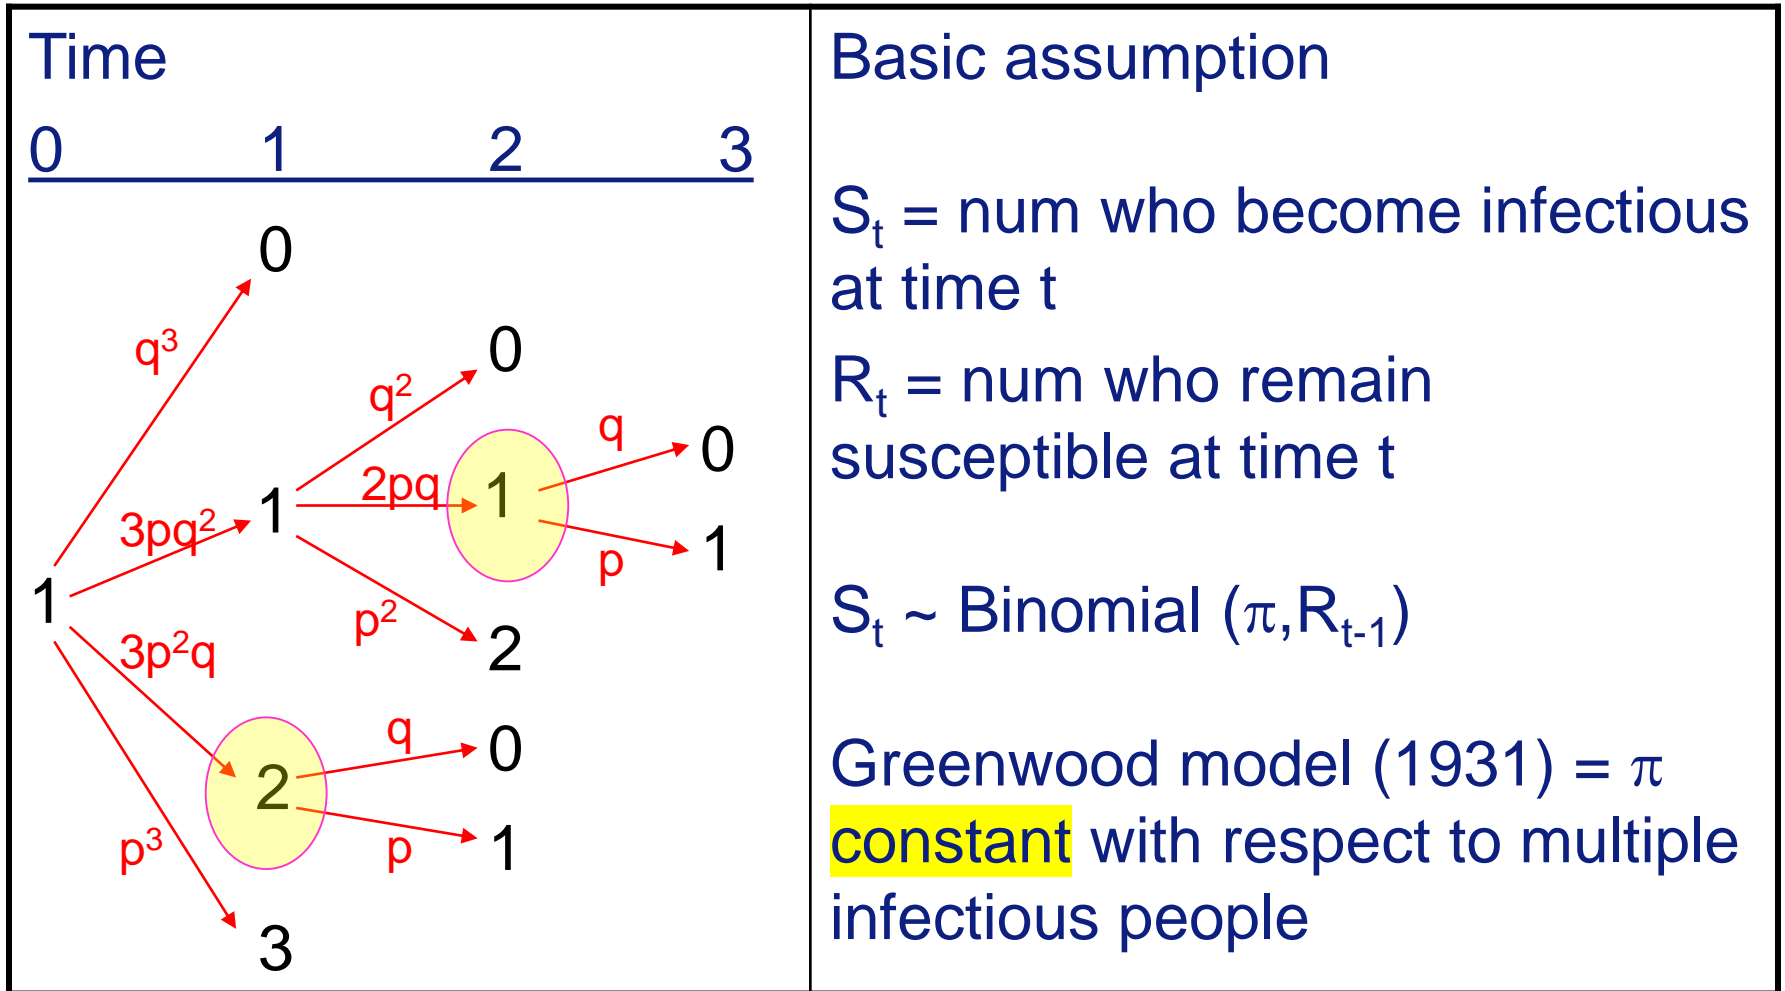 Time
0 1 2 3
0
q³
0
q²
q
0
1
2pq
1
3pq²
p
1
1
p²
2
3p²q
q
0
2
p³
p
1
3
Basic assumption
Sₜ = num who become infectious
at time t
Rₜ = num who remain
susceptible at time t
Sₜ ~ Binomial (π,Rₜ₋₁)
Greenwood model (1931) = π
constant with respect to multiple
infectious people